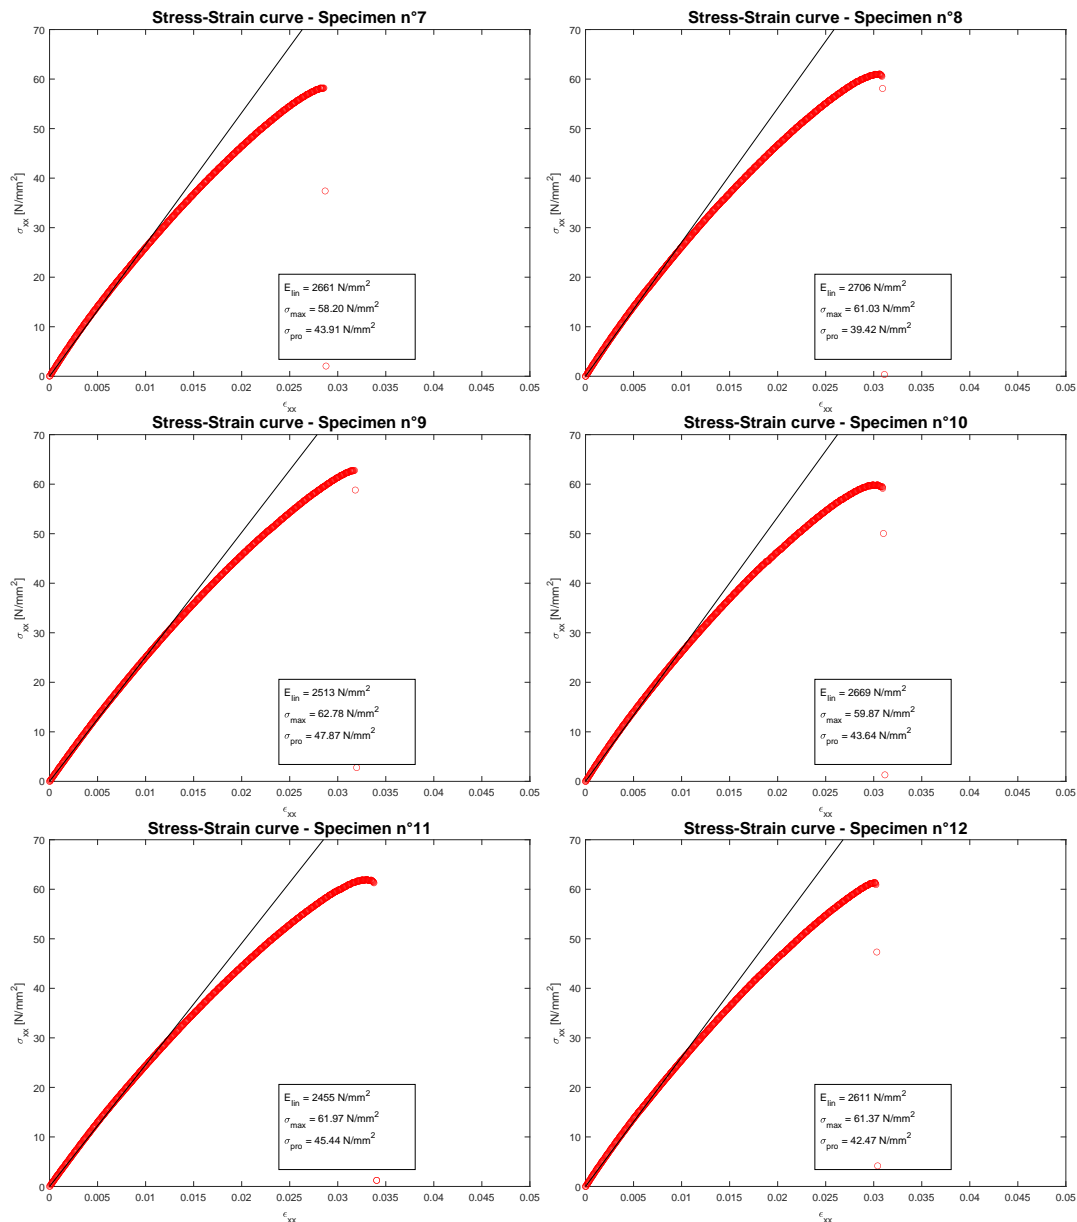 Stress-Strain curve - Specimen n°7
70
60
50
40
30
20
10
0
σxx [N/mm²]
Elin = 2661 N/mm²
σmax = 58.20 N/mm²
σpro = 43.91 N/mm²
0 0.005 0.01 0.015 0.02 0.025 0.03 0.035 0.04 0.045 0.05
ϵxx
Stress-Strain curve - Specimen n°8
70
60
50
40
30
20
10
0
σxx [N/mm²]
Elin = 2706 N/mm²
σmax = 61.03 N/mm²
σpro = 39.42 N/mm²
0 0.005 0.01 0.015 0.02 0.025 0.03 0.035 0.04 0.045 0.05
ϵxx
Stress-Strain curve - Specimen n°9
70
60
50
40
30
20
10
0
σxx [N/mm²]
Elin = 2513 N/mm²
σmax = 62.78 N/mm²
σpro = 47.87 N/mm²
0 0.005 0.01 0.015 0.02 0.025 0.03 0.035 0.04 0.045 0.05
ϵxx
Stress-Strain curve - Specimen n°10
70
60
50
40
30
20
10
0
σxx [N/mm²]
Elin = 2669 N/mm²
σmax = 59.87 N/mm²
σpro = 43.64 N/mm²
0 0.005 0.01 0.015 0.02 0.025 0.03 0.035 0.04 0.045 0.05
ϵxx
Stress-Strain curve - Specimen n°11
70
60
50
40
30
20
10
0
σxx [N/mm²]
Elin = 2455 N/mm²
σmax = 61.97 N/mm²
σpro = 45.44 N/mm²
0 0.005 0.01 0.015 0.02 0.025 0.03 0.035 0.04 0.045 0.05
ϵxx
Stress-Strain curve - Specimen n°12
70
60
50
40
30
20
10
0
σxx [N/mm²]
Elin = 2611 N/mm²
σmax = 61.37 N/mm²
σpro = 42.47 N/mm²
0 0.005 0.01 0.015 0.02 0.025 0.03 0.035 0.04 0.045 0.05
ϵxx